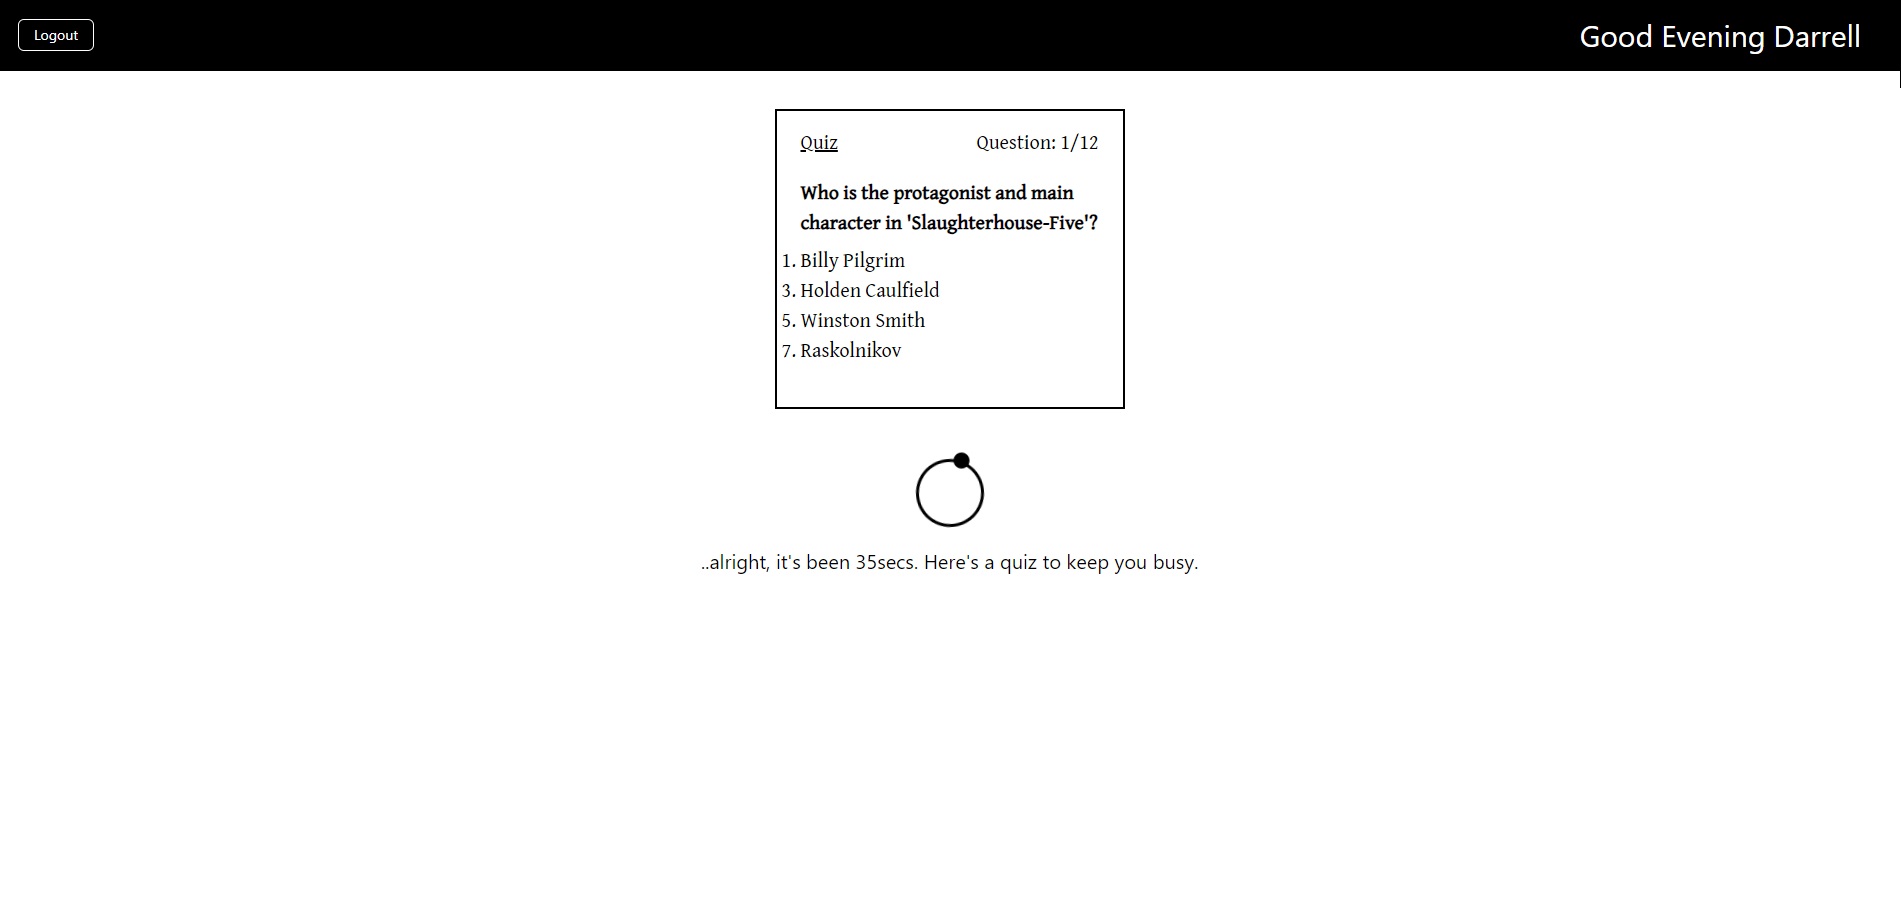 Logout
Good Evening Darrell
Quiz
Question: 1/12
Who is the protagonist and main
character in 'Slaughterhouse-Five'?
1. Billy Pilgrim
3. Holden Caulfield
5. Winston Smith
7. Raskolnikov
..alright, it's been 35secs. Here's a quiz to keep you busy.